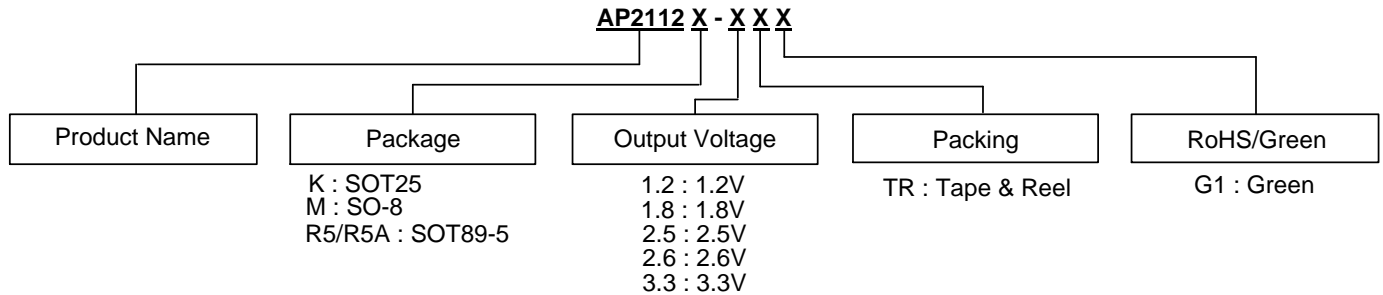 AP2112 X - X X X
Product Name
Package
Output Voltage
Packing
RoHS/Green
K : SOT25
M : SO-8
R5/R5A : SOT89-5
1.2 : 1.2V
1.8 : 1.8V
2.5 : 2.5V
2.6 : 2.6V
3.3 : 3.3V
TR : Tape & Reel
G1 : Green